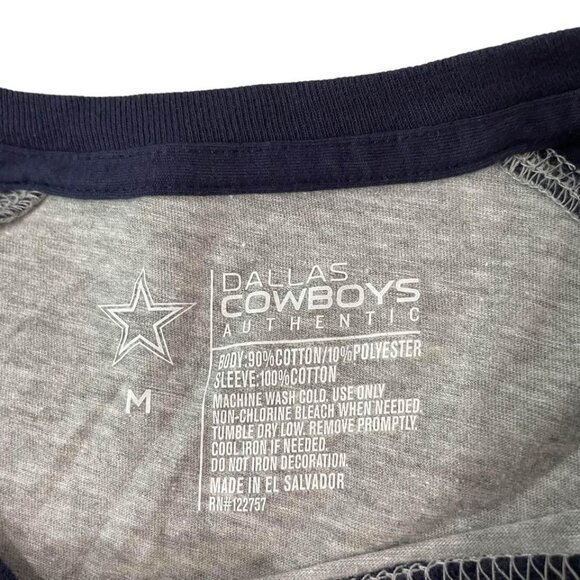 DALLAS
COWBOYS
AUTHENTIC
BODY:90%COTTON/10%POLYESTER
SLEEVE:100%COTTON
MACHINE WASH COLD. USE ONLY
NON-CHLORINE BLEACH WHEN NEEDED.
TUMBLE DRY LOW. REMOVE PROMPTLY.
COOL IRON IF NEEDED.
DO NOT IRON DECORATION.
MADE IN EL SALVADOR
RN#122757
M